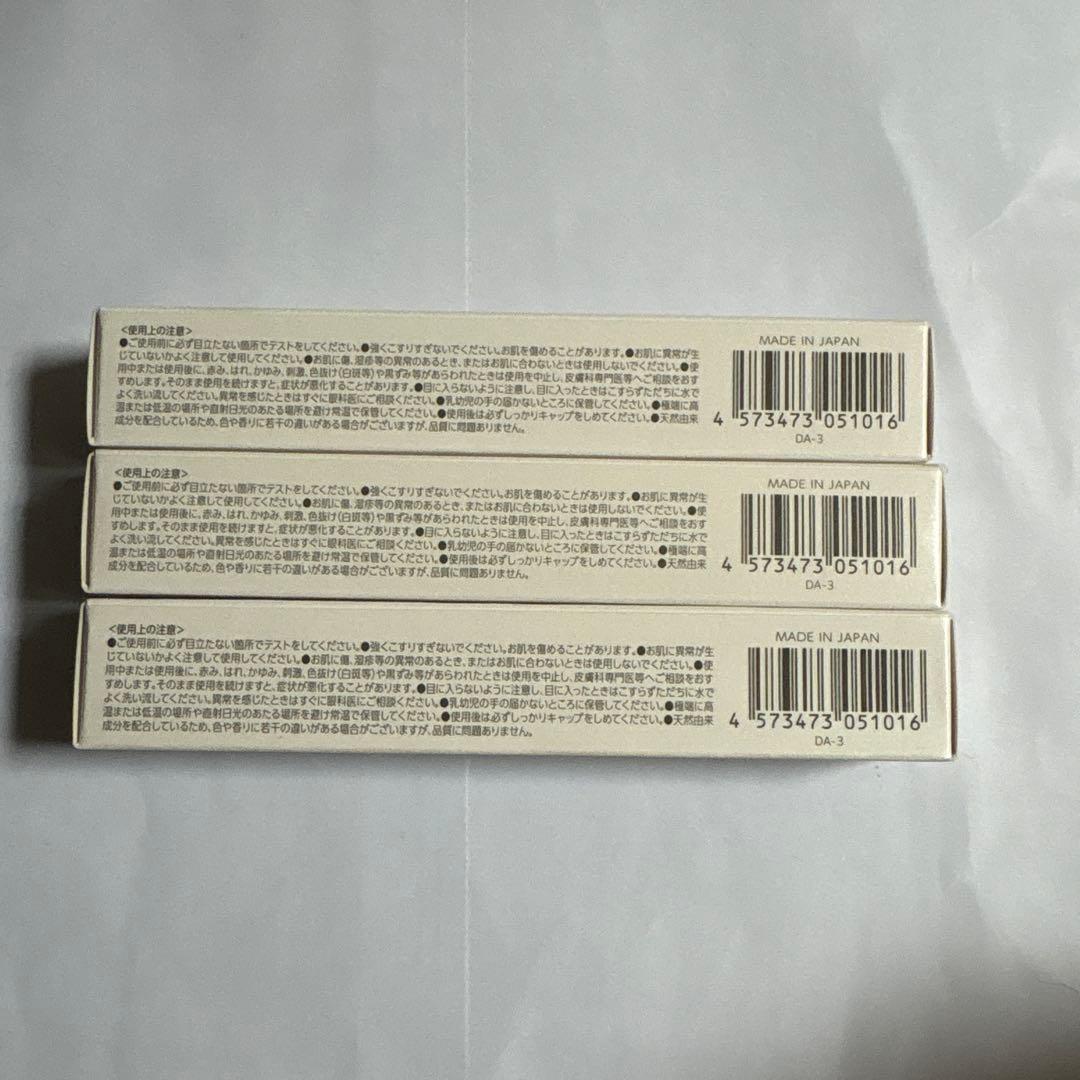 <使用上の注意>
●ご使用前に必ず目立たない箇所でテストをしてください。●強くこすりすぎないでください。お肌を傷めることがあります。●お肌に異常が生
じていないかよく注意して使用してください。●お肌に傷、湿疹等の異常のあるとき、またはお肌に合わないときは使用しないでください。●使
用中または使用後に、赤み、はれ、かゆみ、刺激、色抜け(白斑等)や黒ずみ等があらわれたときは使用を中止し、皮膚科専門医等へご相談をおす
すめします。そのまま使用を続けますと、症状が悪化することがあります。●目に入らないように注意し、目に入ったときはこすらずただちに水で
よく洗い流してください。異常を感じたときはすぐに眼科医にご相談ください。●乳幼児の手の届かないところに保管してください。●極端に高
温または低温の場所や直射日光のあたる場所を避け常温で保管してください。●使用後は必ずしっかりキャップをしめてください。●天然由来
成分を配合しているため、色や香りに若干の違いがある場合がございますが、品質に問題ありません。
MADE IN JAPAN
4 573473 051016
DA-3
<使用上の注意>
●ご使用前に必ず目立たない箇所でテストをしてください。●強くこすりすぎないでください。お肌を傷めることがあります。●お肌に異常が生
じていないかよく注意して使用してください。●お肌に傷、湿疹等の異常のあるとき、またはお肌に合わないときは使用しないでください。●使
用中または使用後に、赤み、はれ、かゆみ、刺激、色抜け(白斑等)や黒ずみ等があらわれたときは使用を中止し、皮膚科専門医等へご相談をおす
すめします。そのまま使用を続けますと、症状が悪化することがあります。●目に入らないように注意し、目に入ったときはこすらずただちに水で
よく洗い流してください。異常を感じたときはすぐに眼科医にご相談ください。●乳幼児の手の届かないところに保管してください。●極端に高
温または低温の場所や直射日光のあたる場所を避け常温で保管してください。●使用後は必ずしっかりキャップをしめてください。●天然由来
成分を配合しているため、色や香りに若干の違いがある場合がございますが、品質に問題ありません。
MADE IN JAPAN
4 573473 051016
DA-3
<使用上の注意>
●ご使用前に必ず目立たない箇所でテストをしてください。●強くこすりすぎないでください。お肌を傷めることがあります。●お肌に異常が生
じていないかよく注意して使用してください。●お肌に傷、湿疹等の異常のあるとき、またはお肌に合わないときは使用しないでください。●使
用中または使用後に、赤み、はれ、かゆみ、刺激、色抜け(白斑等)や黒ずみ等があらわれたときは使用を中止し、皮膚科専門医等へご相談をおす
すめします。そのまま使用を続けますと、症状が悪化することがあります。●目に入らないように注意し、目に入ったときはこすらずただちに水で
よく洗い流してください。異常を感じたときはすぐに眼科医にご相談ください。●乳幼児の手の届かないところに保管してください。●極端に高
温または低温の場所や直射日光のあたる場所を避け常温で保管してください。●使用後は必ずしっかりキャップをしめてください。●天然由来
成分を配合しているため、色や香りに若干の違いがある場合がございますが、品質に問題ありません。
MADE IN JAPAN
4 573473 051016
DA-3